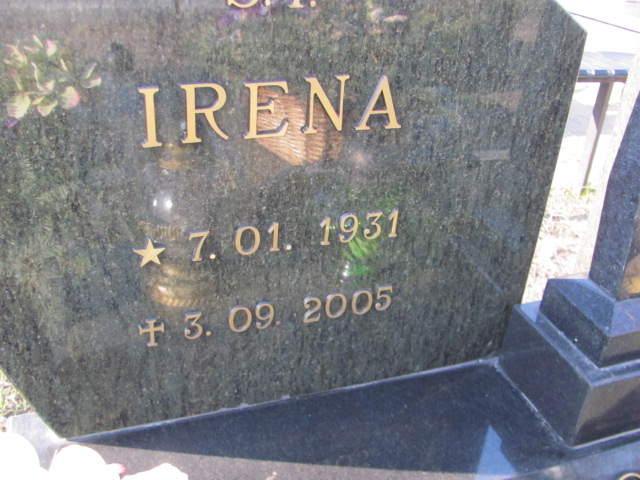 IRENA
★ 7. 01. 1931
✝ 3. 09. 2005